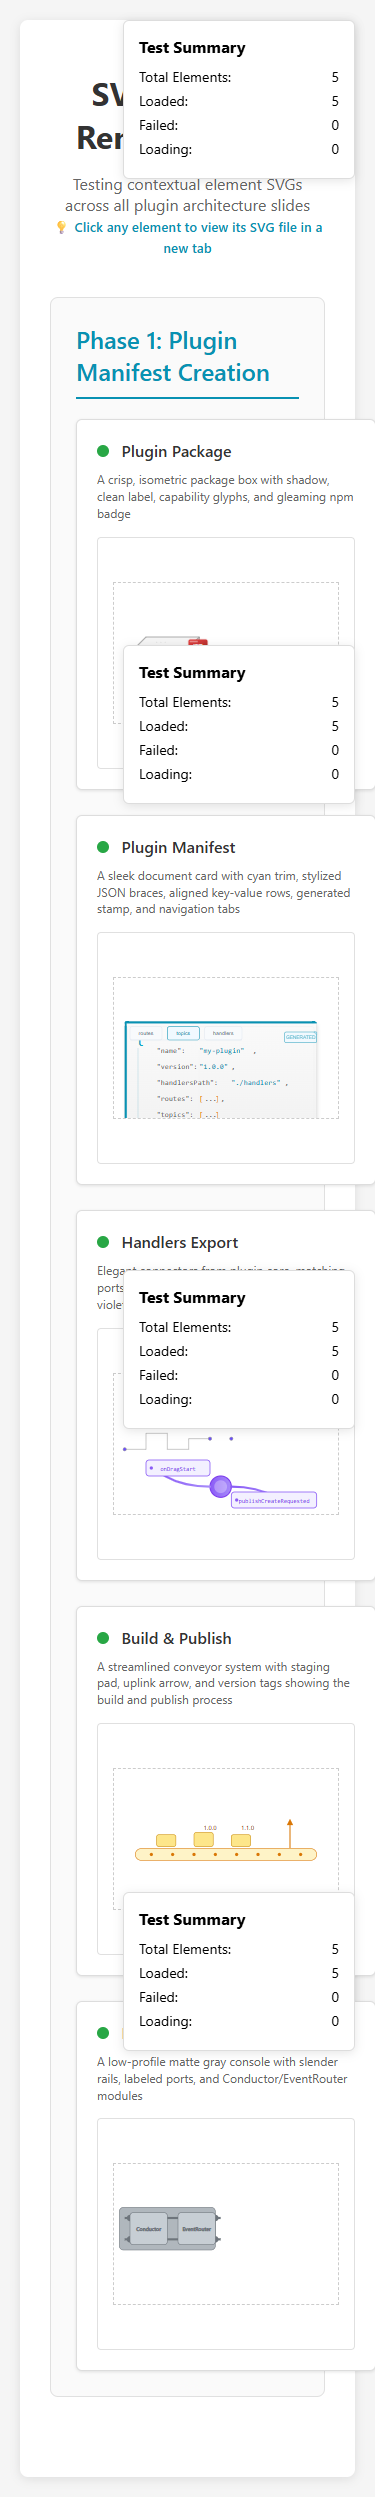 Test Summary
Total Elements: 5
Loaded: 5
Failed: 0
Loading: 0
Testing contextual element SVGs
across all plugin architecture slides
💡 Click any element to view its SVG file in a
new tab
Phase 1: Plugin
Manifest Creation
Plugin Package
A crisp, isometric package box with shadow,
clean label, capability glyphs, and gleaming npm
badge
Test Summary
Total Elements: 5
Loaded: 5
Failed: 0
Loading: 0
Plugin Manifest
A sleek document card with cyan trim, stylized
JSON braces, aligned key-value rows, generated
stamp, and navigation tabs
routes topics handlers
GENERATED
{
"name": "my-plugin" ,
"version": "1.0.0" ,
"handlersPath": "./handlers" ,
"routes": [...] ,
"topics": [...]
Handlers Export
ports
Test Summary
Total Elements: 5
Loaded: 5
Failed: 0
Loading: 0
onDragStart
publishCreateRequested
Build & Publish
A streamlined conveyor system with staging
pad, uplink arrow, and version tags showing the
build and publish process
1.0.0 1.1.0
Test Summary
Total Elements: 5
Loaded: 5
Failed: 0
Loading: 0
A low-profile matte gray console with slender
rails, labeled ports, and Conductor/EventRouter
modules
Conductor EventRouter